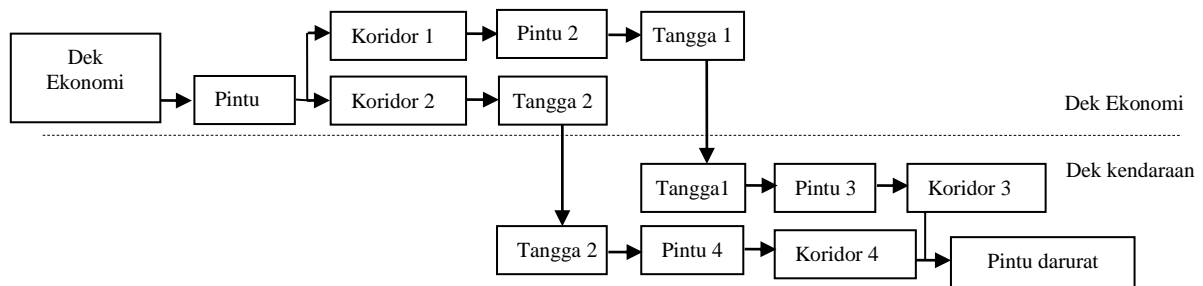 Dek
Ekonomi
Pintu
Koridor 1
Pintu 2
Tangga 1
Koridor 2
Tangga 2
Dek Ekonomi
Dek kendaraan
Tangga1
Pintu 3
Koridor 3
Tangga 2
Pintu 4
Koridor 4
Pintu darurat